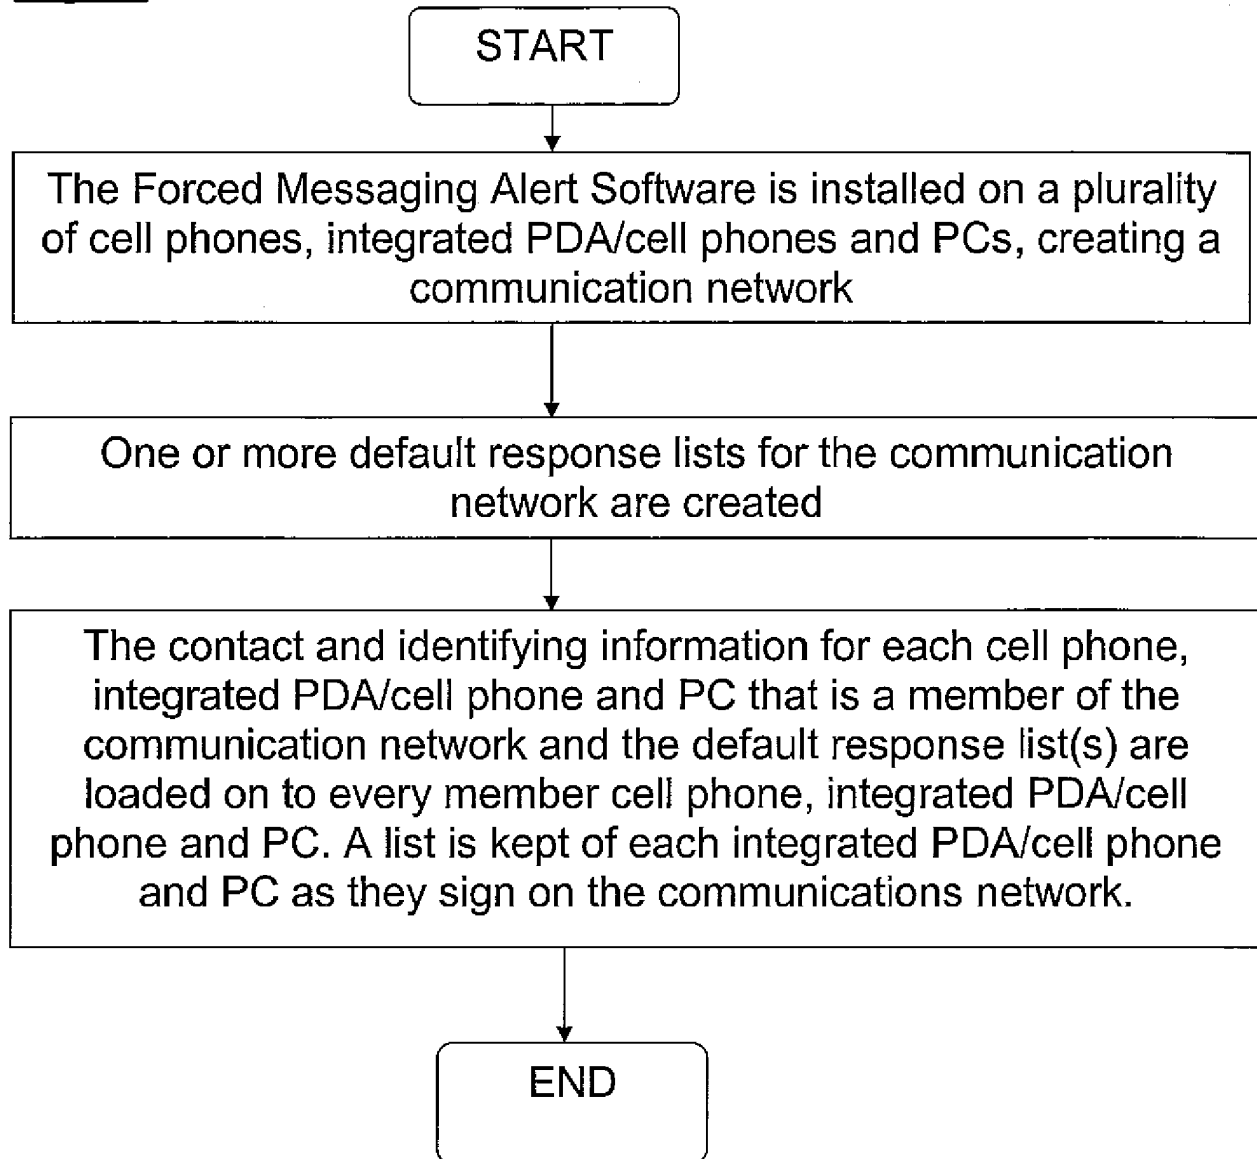 START
The Forced Messaging Alert Software is installed on a plurality
of cell phones, integrated PDA/cell phones and PCs, creating a
communication network
One or more default response lists for the communication
network are created
The contact and identifying information for each cell phone,
integrated PDA/cell phone and PC that is a member of the
communication network and the default response list(s) are
loaded on to every member cell phone, integrated PDA/cell
phone and PC. A list is kept of each integrated PDA/cell phone
and PC as they sign on the communications network.
END